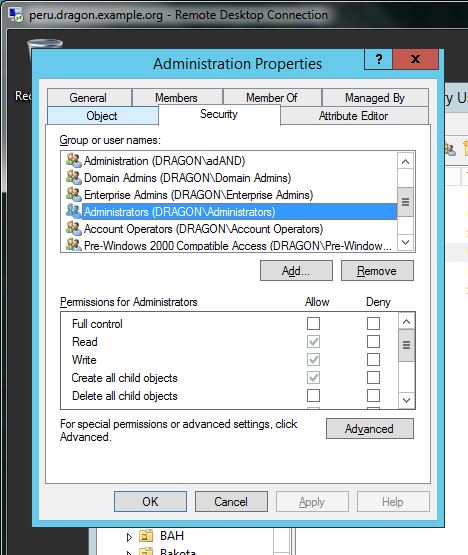 peru.dragon.example.org - Remote Desktop Connection
Administration Properties
? x
General Members Member Of Managed By
Object Security Attribute Editor
Group or user names:
Administration (DRAGON\adAND)
Domain Admins (DRAGON\Domain Admins)
Enterprise Admins (DRAGON\Enterprise Admins)
Administrators (DRAGON\Administrators)
Account Operators (DRAGON\Account Operators)
Pre-Windows 2000 Compatible Access (DRAGON\Pre-Window...
Add... Remove
Permissions for Administrators Allow Deny
Full control
Read
Write
Create all child objects
Delete all child objects
For special permissions or advanced settings, click
Advanced.
Advanced
OK Cancel Apply Help
BAH
Bakota